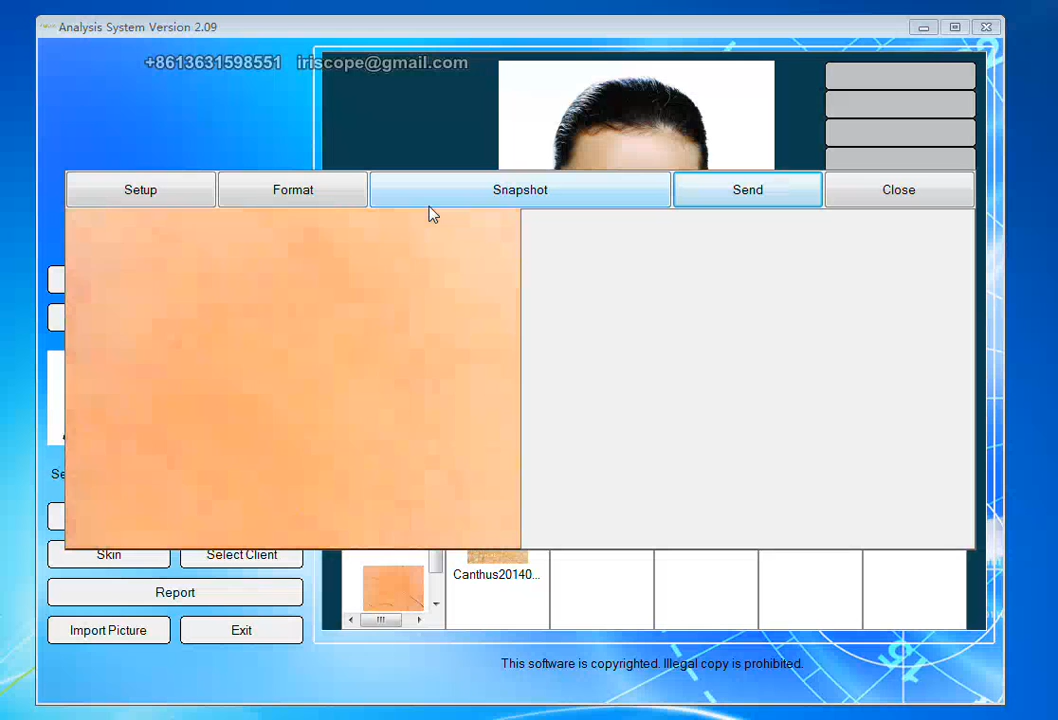 Analysis System Version 2.09
+8613631598551 iriscope@gmail.com
Setup
Format
Snapshot
Send
Close
Se
Skin
Select Client
Canthus20140...
Report
Import Picture
Exit
This software is copyrighted. Illegal copy is prohibited.